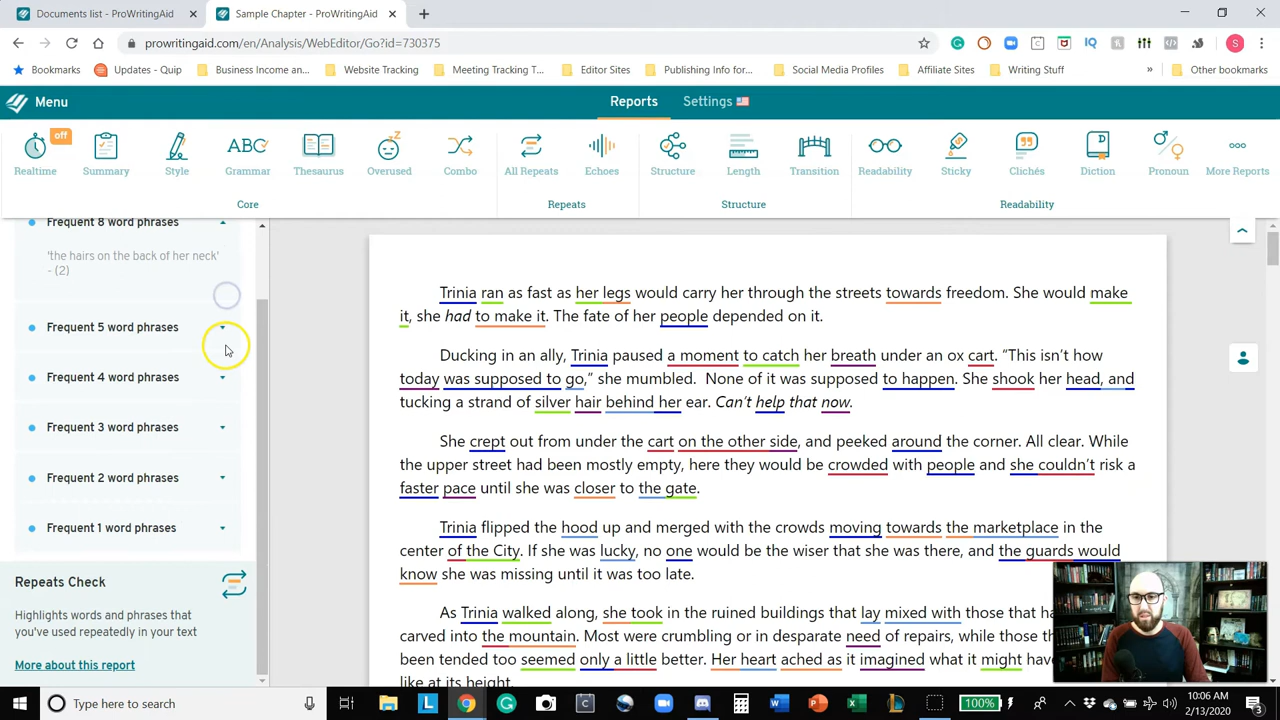 Documents list - ProWritingAid
Sample Chapter - ProWritingAid
prowritingaid.com/en/Analysis/WebEditor/Go?id=730375
Bookmarks
Updates - Quip
Business Income an...
Website Tracking
Meeting Tracking T...
Editor Sites
Publishing Info for...
Social Media Profiles
Affiliate Sites
Writing Stuff
Other bookmarks
Menu
Reports
Settings
off
Realtime
Summary
Style
ABC
Grammar
Thesaurus
Overused
Combo
All Repeats
Echoes
Structure
Length
Transition
Readability
Sticky
Clichés
Diction
Pronoun
More Reports
Core
Repeats
Structure
Readability
Frequent 8 word phrases
'the hairs on the back of her neck'
- (2)
Frequent 5 word phrases
Frequent 4 word phrases
Frequent 3 word phrases
Frequent 2 word phrases
Frequent 1 word phrases
Repeats Check
Highlights words and phrases that
you've used repeatedly in your text
More about this report
Trinia ran as fast as her legs would carry her through the streets towards freedom. She would make
it, she had to make it. The fate of her people depended on it.
Ducking in an ally, Trinia paused a moment to catch her breath under an ox cart. “This isn’t how
today was supposed to go,” she mumbled.  None of it was supposed to happen. She shook her head, and
tucking a strand of silver hair behind her ear. Can’t help that now.
She crept out from under the cart on the other side, and peeked around the corner. All clear. While
the upper street had been mostly empty, here they would be crowded with people and she couldn’t risk a
faster pace until she was closer to the gate.
Trinia flipped the hood up and merged with the crowds moving towards the marketplace in the
center of the City. If she was lucky, no one would be the wiser that she was there, and the guards would
know she was missing until it was too late.
As Trinia walked along, she took in the ruined buildings that lay mixed with those that ha
carved into the mountain. Most were crumbling or in desperate need of repairs, while those th
been tended too seemed only a little better. Her heart ached as it imagined what it might hav
like at its height.
Type here to search
100%
10:06 AM
2/13/2020